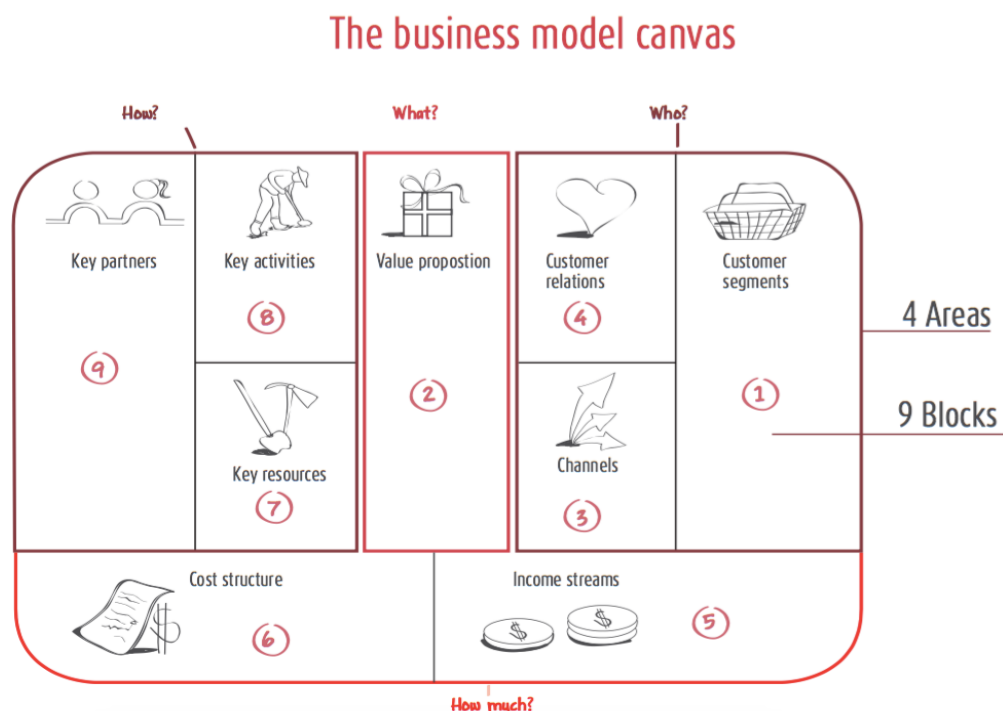 The business model canvas
How?
What?
Who?
Key partners
Key activities
Value propostion
Customer
relations
Customer
segments
8
4
4 Areas
9
2
1
9 Blocks
Key resources
Channels
7
3
Cost structure
Income streams
$
$
$
6
5
How much?